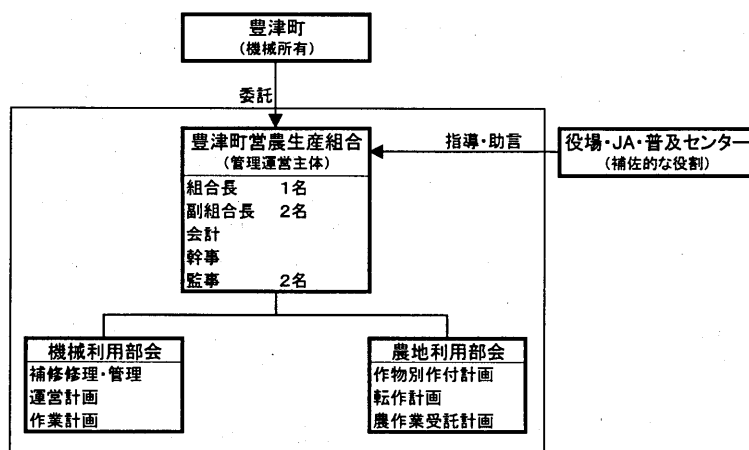 豊津町
(機械所有)
委託
豊津町営農生産組合
(管理運営主体)
組合長 1名
副組合長 2名
会計
幹事
監事 2名
指導・助言
役場・JA・普及センター
(補佐的な役割)
機械利用部会
補修修理・管理
運営計画
作業計画
農地利用部会
作物別作付計画
転作計画
農作業受託計画